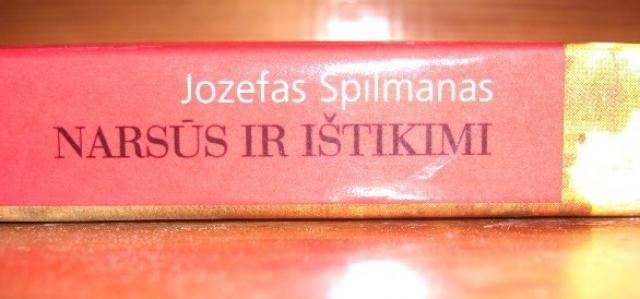 Jozefas Spilmanas
NARSŪS IR IŠTIKIMI